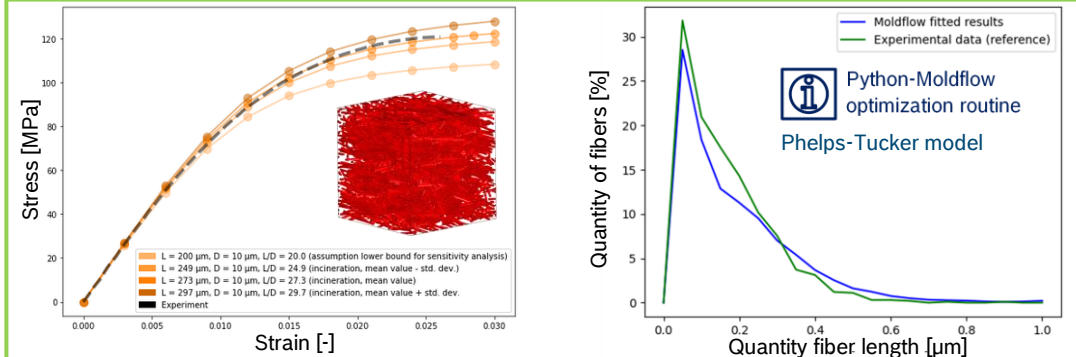 Stress [MPa]
120
100
80
60
40
20
0
0.000 0.005 0.010 0.015 0.020 0.025 0.030
Strain [-]
L = 200 µm, D = 10 µm, L/D = 20.0 (assumption lower bound for sensitivity analysis)
L = 249 µm, D = 10 µm, L/D = 24.9 (incineration, mean value - std. dev.)
L = 273 µm, D = 10 µm, L/D = 27.3 (incineration, mean value)
L = 297 µm, D = 10 µm, L/D = 29.7 (incineration, mean value + std. dev.
Experiment
Quantity of fibers [%]
30
25
20
15
10
5
0
0.0 0.2 0.4 0.6 0.8 1.0
Quantity fiber length [µm]
Moldflow fitted results
Experimental data (reference)
Python-Moldflow
optimization routine
Phelps-Tucker model